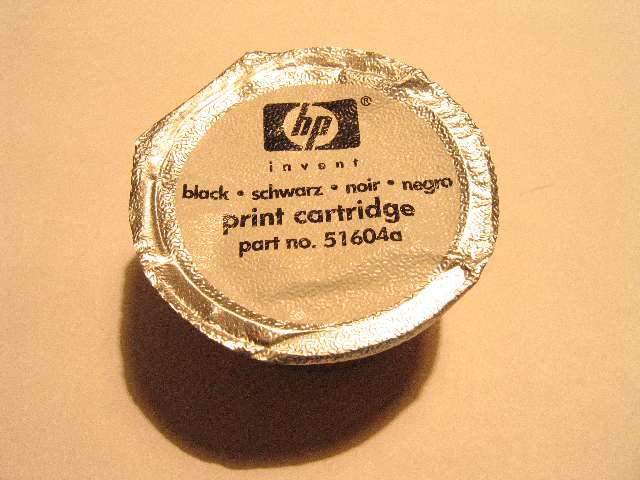 hp®
invent
black • schwarz • noir • negro
print cartridge
part no. 51604a